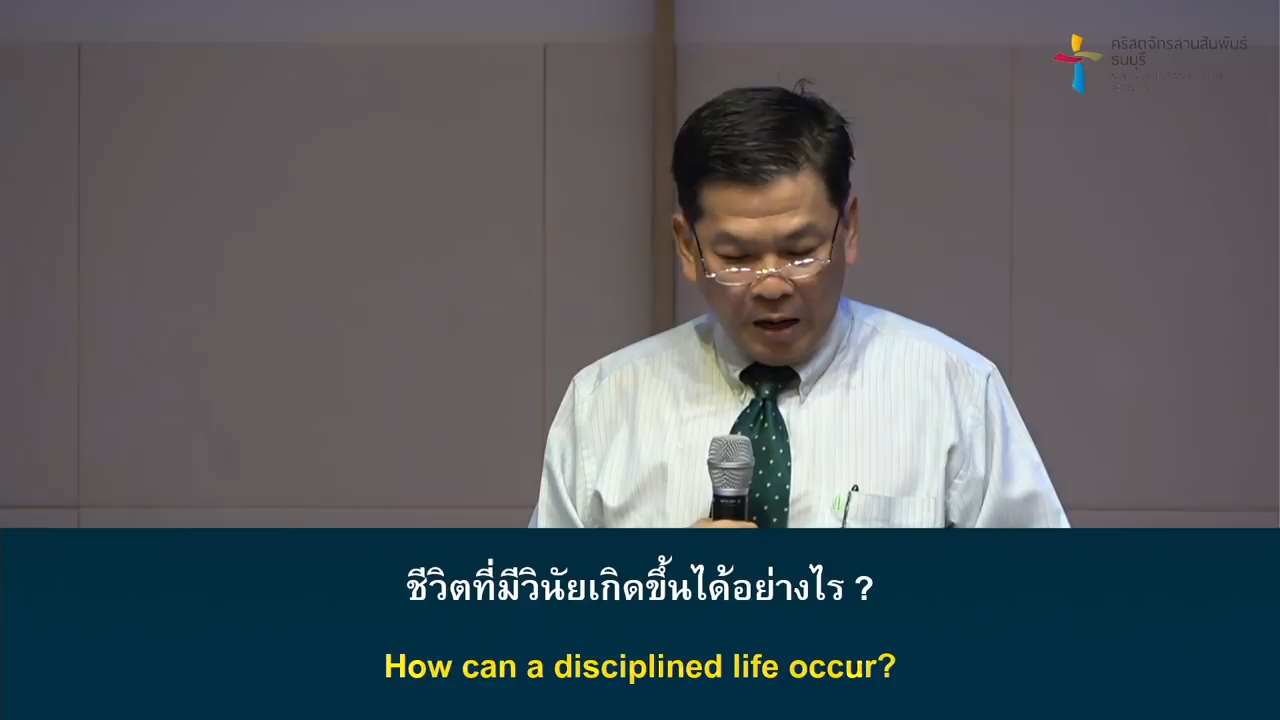 คริสตจักรสานสัมพันธ์
ธนบุรี
ชีวิตที่มีวินัยเกิดขึ้นได้อย่างไร ?
How can a disciplined life occur?